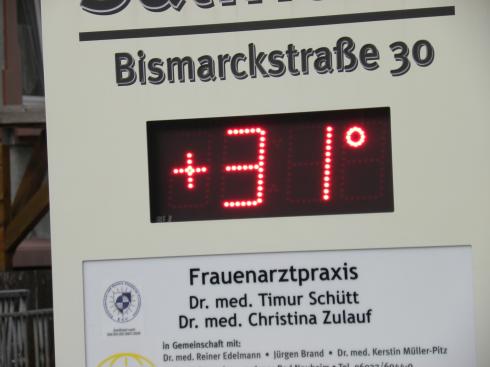 Bismarckstraße 30
+31°
Frauenarztpraxis
Dr. med. Timur Schütt
Dr. med. Christina Zulauf
in Gemeinschaft mit:
Dr. med. Reiner Edelmann • Jürgen Brand • Dr. med. Kerstin Müller-Pitz